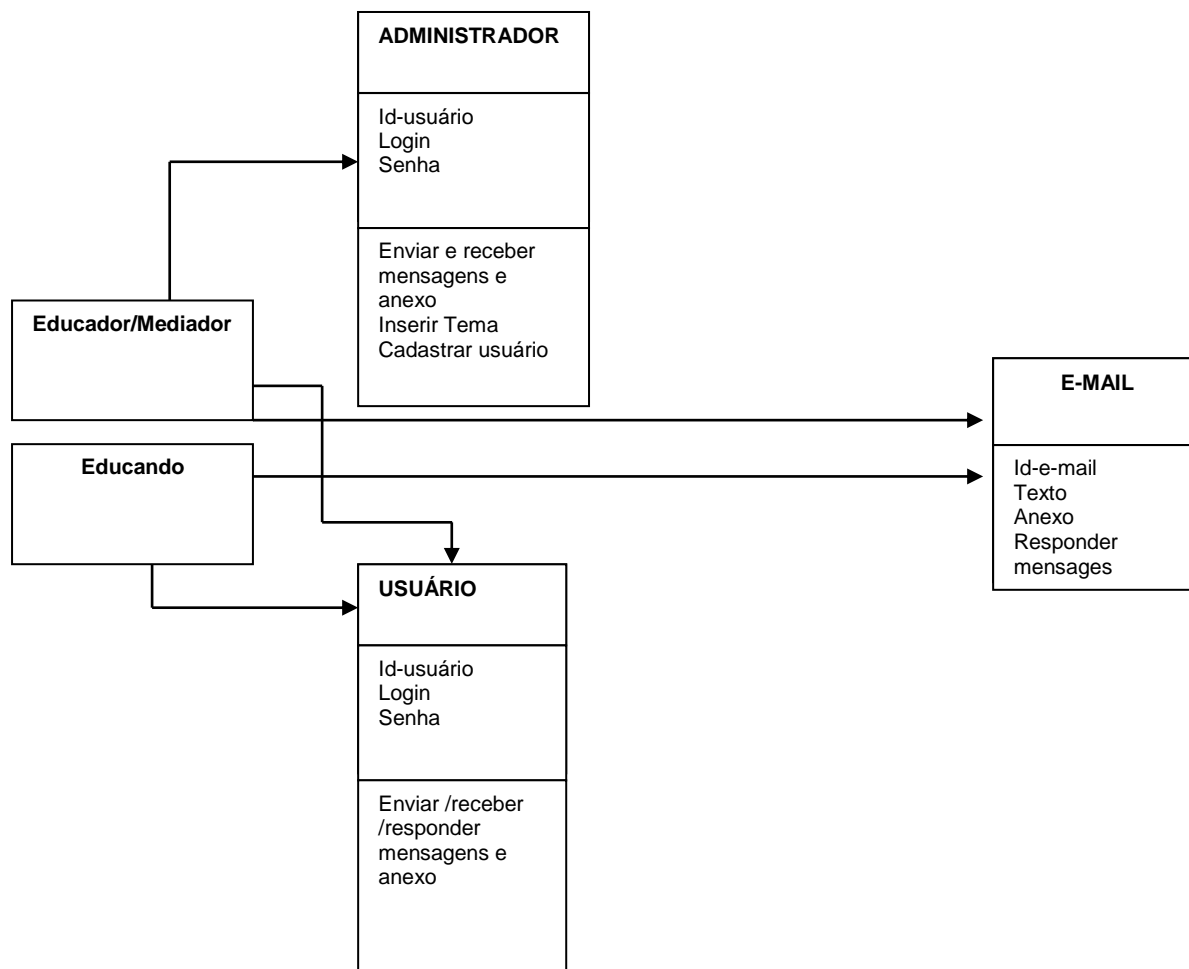 ADMINISTRADOR
Id-usuário
Login
Senha
Enviar e receber
mensagens e
anexo
Inserir Tema
Cadastrar usuário
Educador/Mediador
Educando
E-MAIL
Id-e-mail
Texto
Anexo
Responder
mensages
USUÁRIO
Id-usuário
Login
Senha
Enviar /receber
/responder
mensagens e
anexo